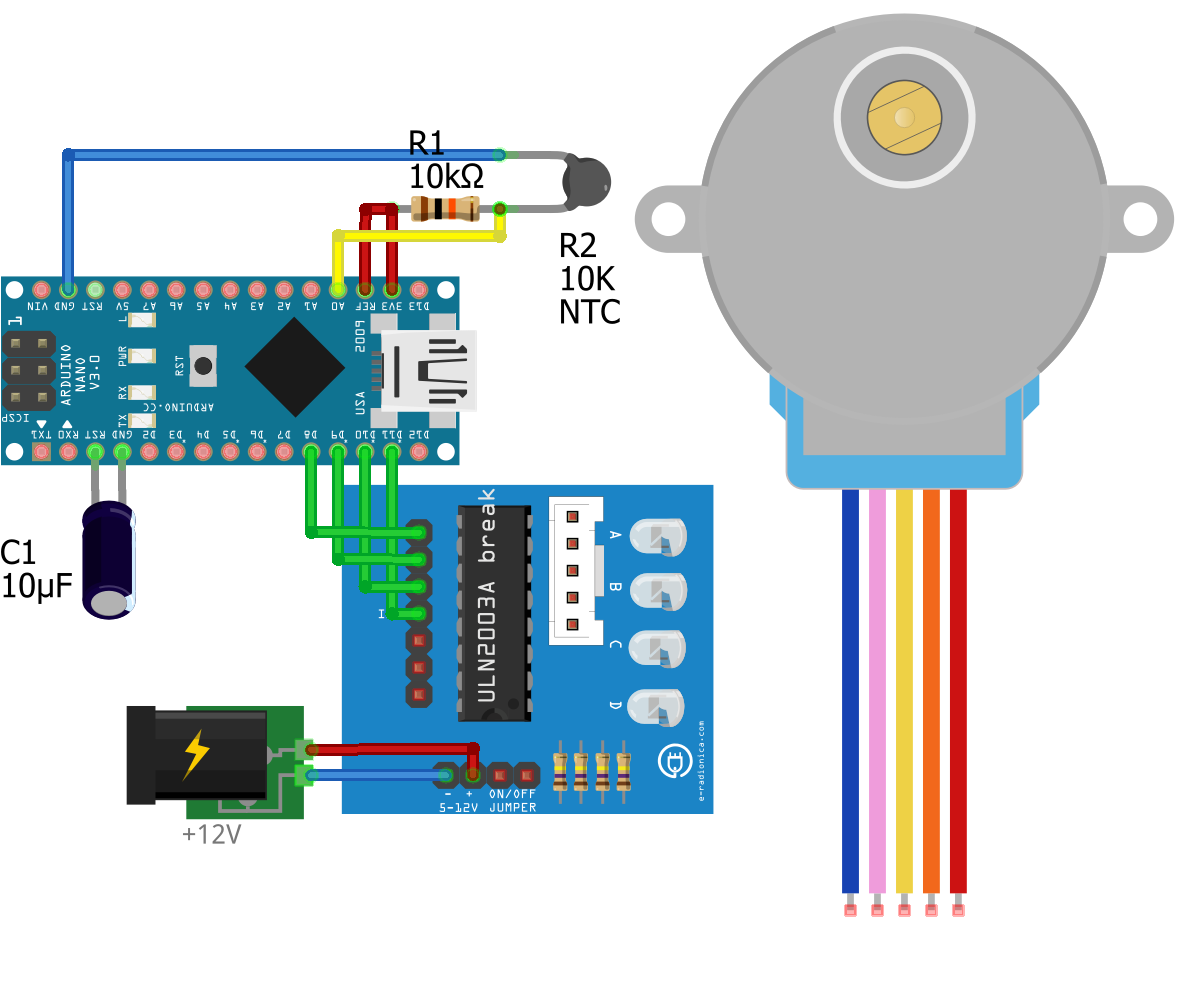 R1
10kΩ
R2
10K
NTC
VIN GND RST 5V A7 A6 A5 A4 A3 A2 A1 A0 REF 3V3 D13
L
PWR
RX
TX
RST
ARDUINO
NANO
V3.0
ICSP
1
ARDUINO.CC
2009
USA
TX1 RX0 RST GND D2 D3 D4 D5 D6 D7 D8 D9 D10 D11 D12
C1
10µF
ULN2003A break
I
A
B
C
D
e-radionica.com
- + ON/OFF
5-12V JUMPER
+12V